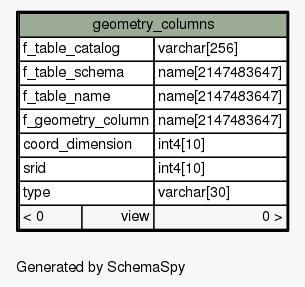 geometry_columns
f_table_catalog varchar[256]
f_table_schema name[2147483647]
f_table_name name[2147483647]
f_geometry_column name[2147483647]
coord_dimension int4[10]
srid int4[10]
type varchar[30]
< 0 view 0 >
Generated by SchemaSpy